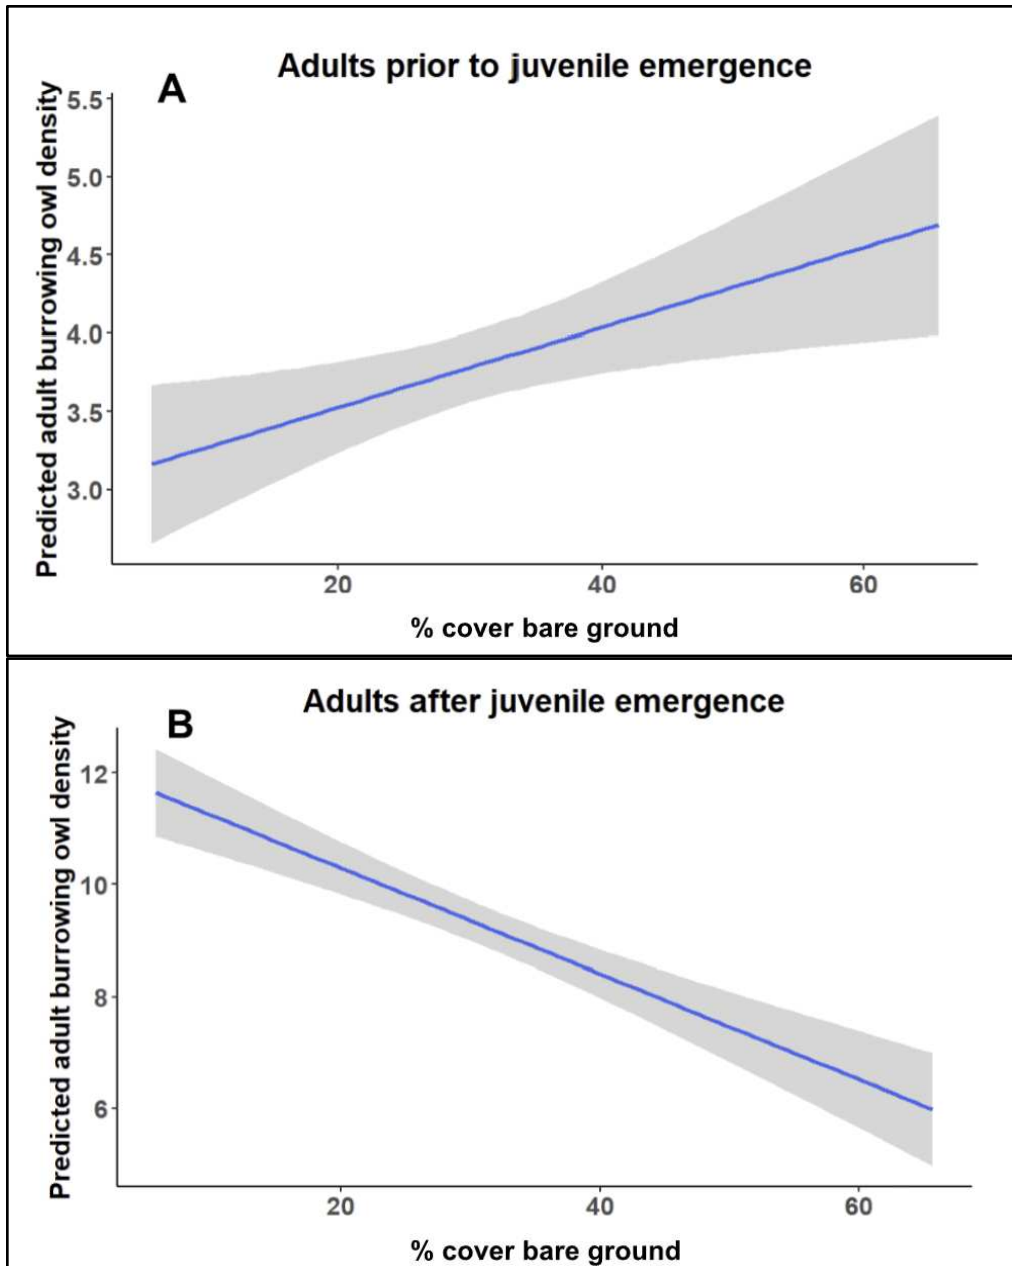 Adults prior to juvenile emergence
A
Predicted adult burrowing owl density
5.5
5.0
4.5
4.0
3.5
3.0
20 40 60
% cover bare ground
Adults after juvenile emergence
B
Predicted adult burrowing owl density
12
10
8
6
20 40 60
% cover bare ground